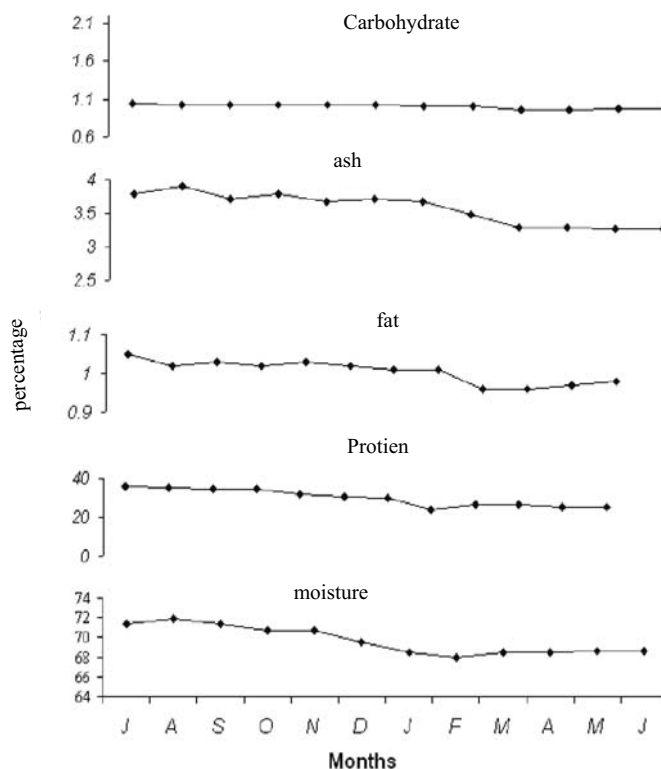 Carbohydrate
2.1
1.6
1.1
0.6
ash
4
3.5
3
2.5
percentage
fat
1.1
1
0.9
Protien
40
20
0
moisture
74
72
70
68
66
64
J A S O N D J F M A M J
Months